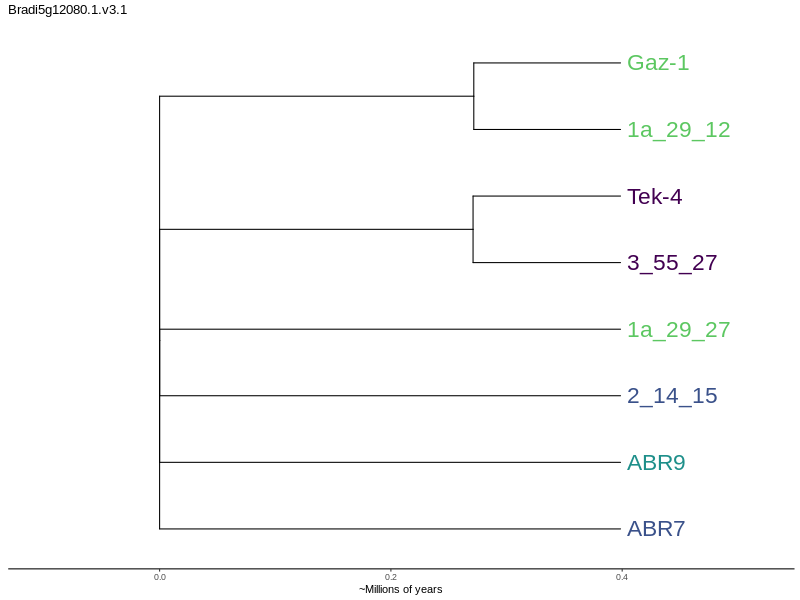 Bradi5g12080.1.v3.1
Gaz-1
1a_29_12
Tek-4
3_55_27
1a_29_27
2_14_15
ABR9
ABR7
0.0 0.2 0.4
~Millions of years